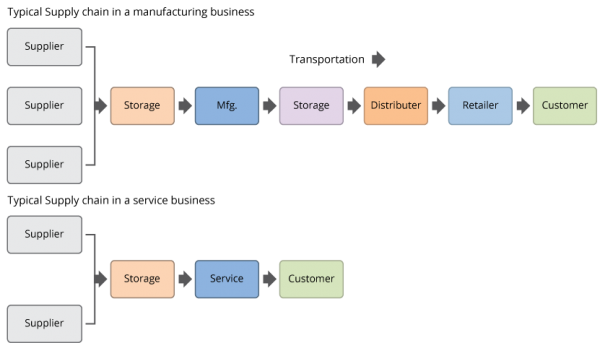 Typical Supply chain in a manufacturing business
Supplier
Transportation
Supplier
Storage
Mfg.
Storage
Distributer
Retailer
Customer
Supplier
Typical Supply chain in a service business
Supplier
Storage
Service
Customer
Supplier